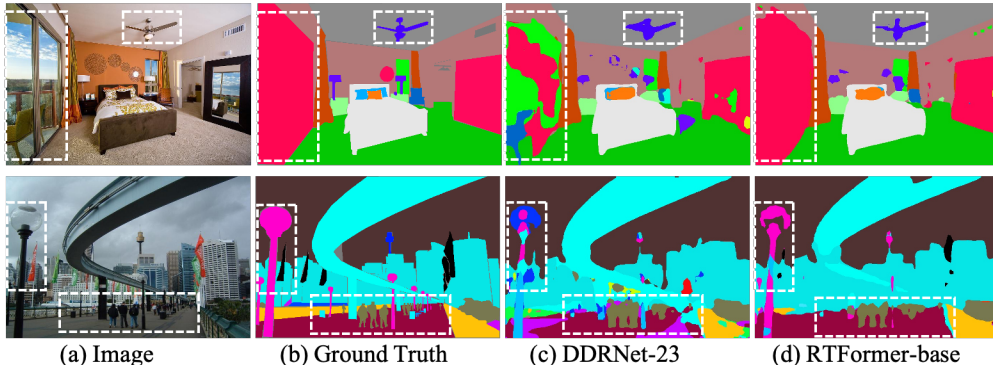 (a) Image
(b) Ground Truth
(c) DDRNet-23
(d) RTFormer-base